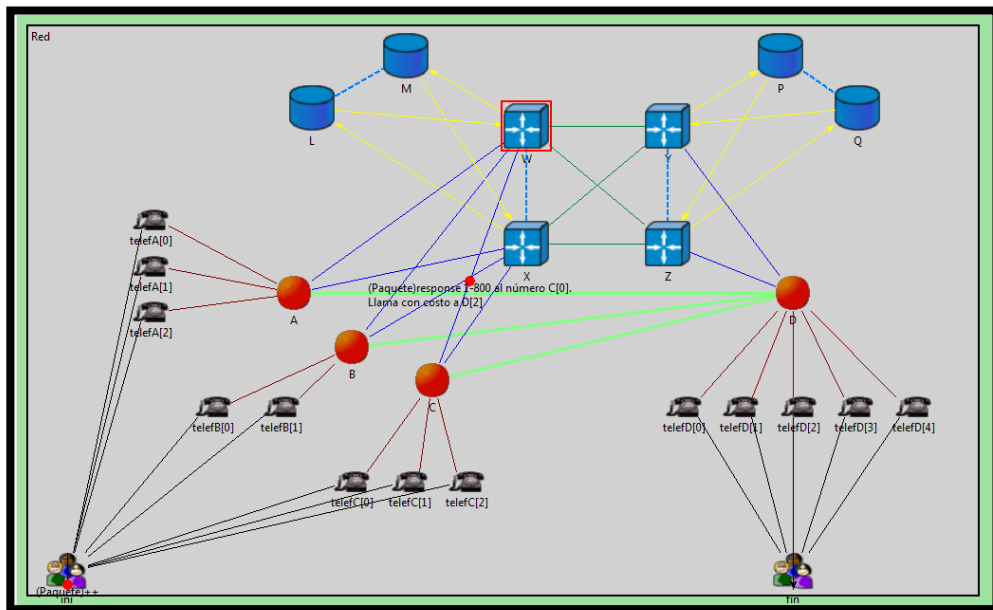 Red
M
P
L
W
Y
Q
telefA[0]
X
Z
telefA[1]
(Paquete)response 1-800 al número C[0].
Llama con costo a D[2]
A
D
telefA[2]
B
C
telefB[0]
telefB[1]
telefD[0]
telefD[1]
telefD[2]
telefD[3]
telefD[4]
telefC[0]
telefC[1]
telefC[2]
(Paquete)++
ini
fin